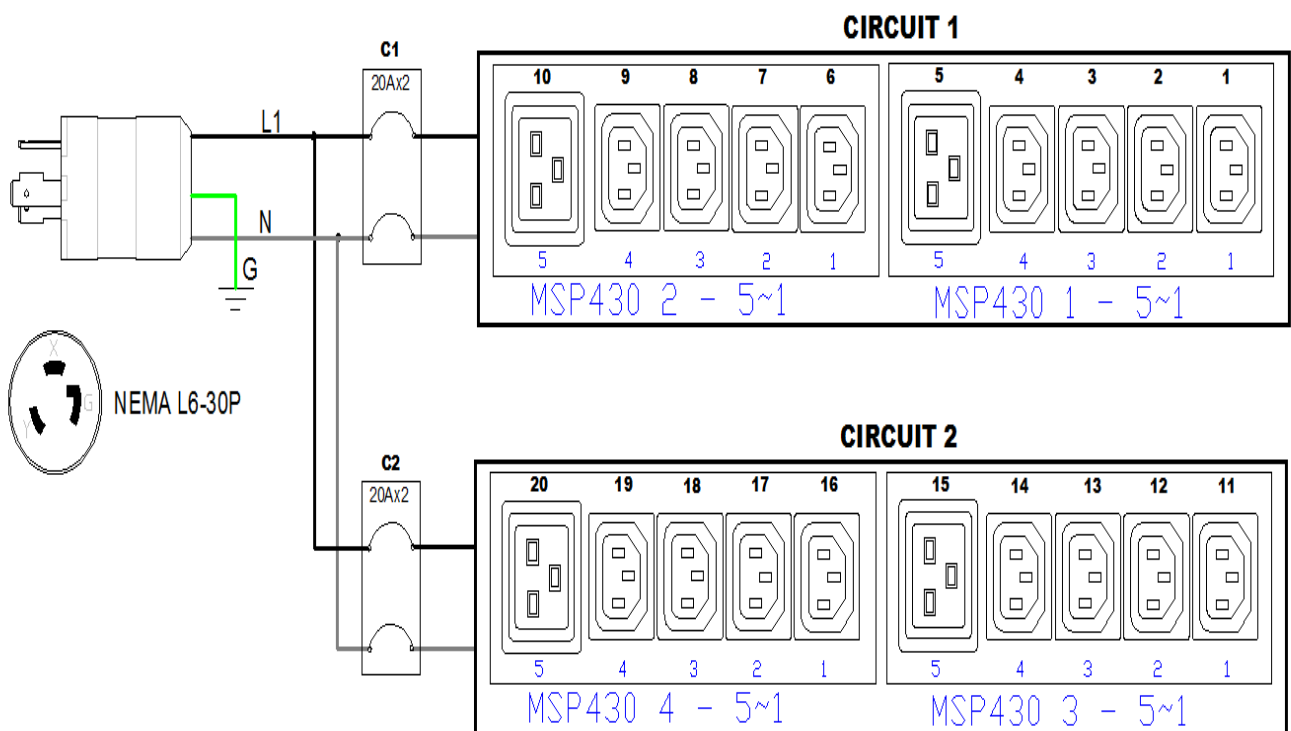 CIRCUIT 1
C1
20Ax2
10 9 8 7 6 5 4 3 2 1
L1
N
G
5 4 3 2 1 5 4 3 2 1
MSP430 2 - 5~1 MSP430 1 - 5~1
X
G
Y
NEMA L6-30P
CIRCUIT 2
C2
20Ax2
20 19 18 17 16 15 14 13 12 11
5 4 3 2 1 5 4 3 2 1
MSP430 4 - 5~1 MSP430 3 - 5~1